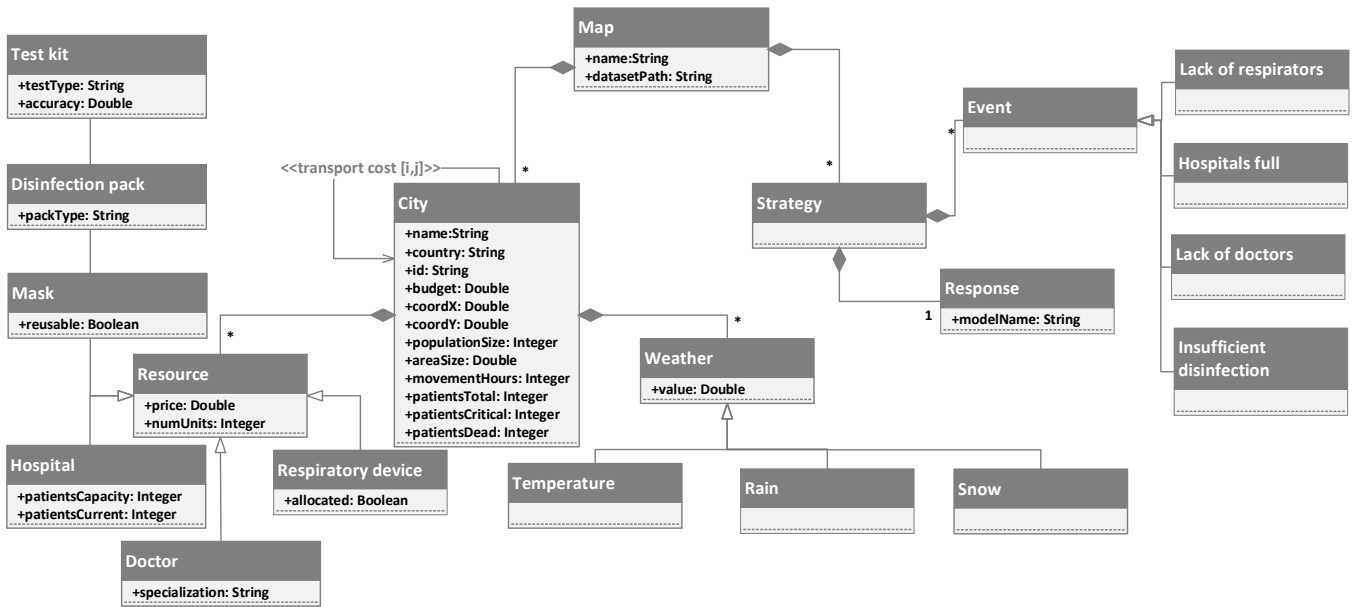 Map
+name:String
+datasetPath: String
Test kit
+testType: String
+accuracy: Double
Disinfection pack
+packType: String
Mask
+reusable: Boolean
Resource
+price: Double
+numUnits: Integer
*
Hospital
+patientsCapacity: Integer
+patientsCurrent: Integer
Respiratory device
+allocated: Boolean
Doctor
+specialization: String
<<transport cost [i,j]>>
*
City
+name:String
+country: String
+id: String
+budget: Double
+coordX: Double
+coordY: Double
+populationSize: Integer
+areaSize: Double
+movementHours: Integer
+patientsTotal: Integer
+patientsCritical: Integer
+patientsDead: Integer
*
Weather
+value: Double
Temperature
Rain
Snow
*
Strategy
*
Event
1
Response
+modelName: String
Lack of respirators
Hospitals full
Lack of doctors
Insufficient
disinfection